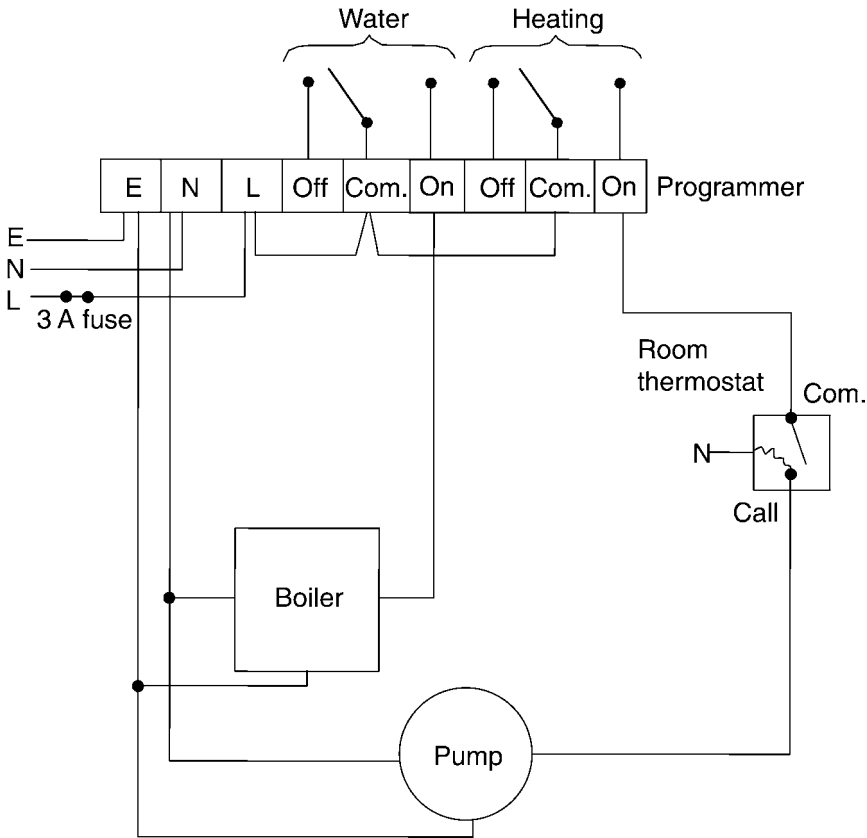 Water Heating
E N L Off Com. On Off Com. On Programmer
E
N
L
3 A fuse
Room
thermostat
Com.
N
Call
Boiler
Pump